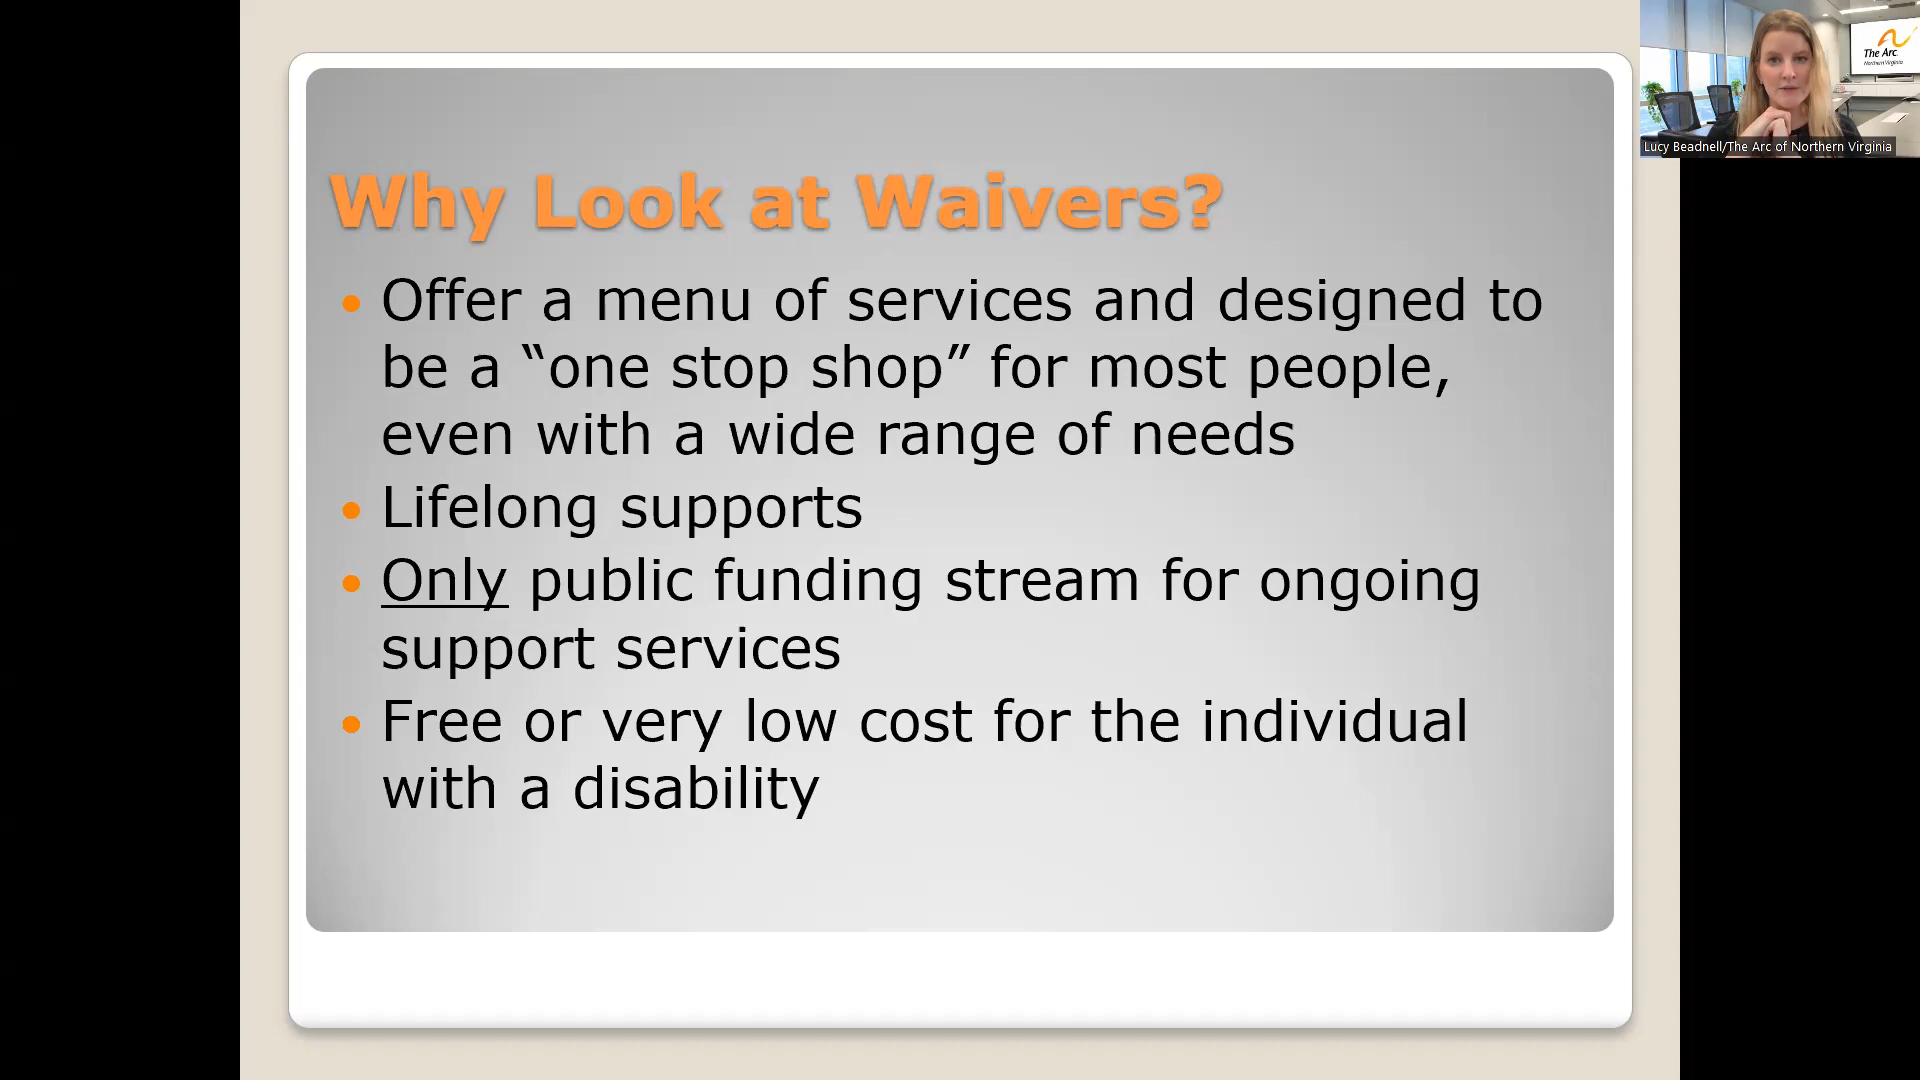 Why Look at Waivers?
• Offer a menu of services and designed to
be a “one stop shop” for most people,
even with a wide range of needs
• Lifelong supports
• Only public funding stream for ongoing
support services
• Free or very low cost for the individual
with a disability
The Arc
Northern Virginia
Lucy Beadnell/The Arc of Northern Virginia